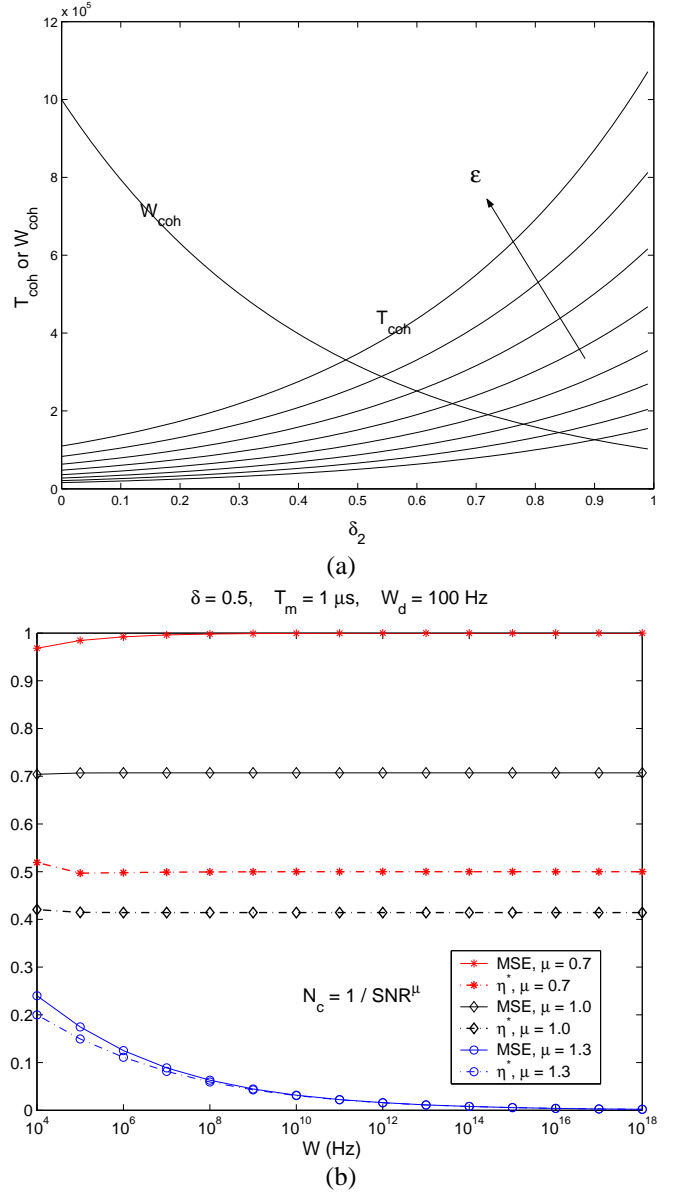 x 10^5
12
10
8
6
4
2
0
T_coh or W_coh
W_coh
T_coh
ε
0 0.1 0.2 0.3 0.4 0.5 0.6 0.7 0.8 0.9 1
δ_2
(a)
δ = 0.5, T_m = 1 μs, W_d = 100 Hz
1
0.9
0.8
0.7
0.6
0.5
0.4
0.3
0.2
0.1
0
N_c = 1 / SNR^μ
MSE, μ = 0.7
η*, μ = 0.7
MSE, μ = 1.0
η*, μ = 1.0
MSE, μ = 1.3
η*, μ = 1.3
10^4 10^6 10^8 10^10 10^12 10^14 10^16 10^18
W (Hz)
(b)